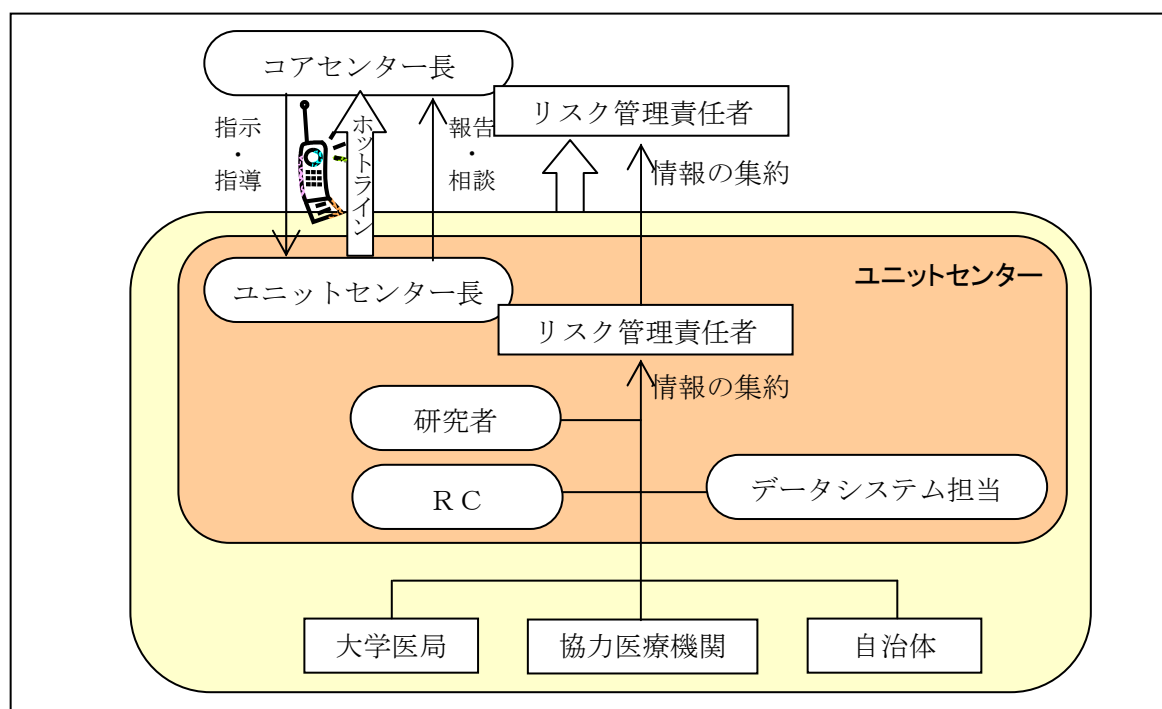 コアセンター長
リスク管理責任者
指示
・
指導
ホットライン
報告
・
相談
情報の集約
ユニットセンター
ユニットセンター長
リスク管理責任者
情報の集約
研究者
ＲＣ
データシステム担当
大学医局
協力医療機関
自治体